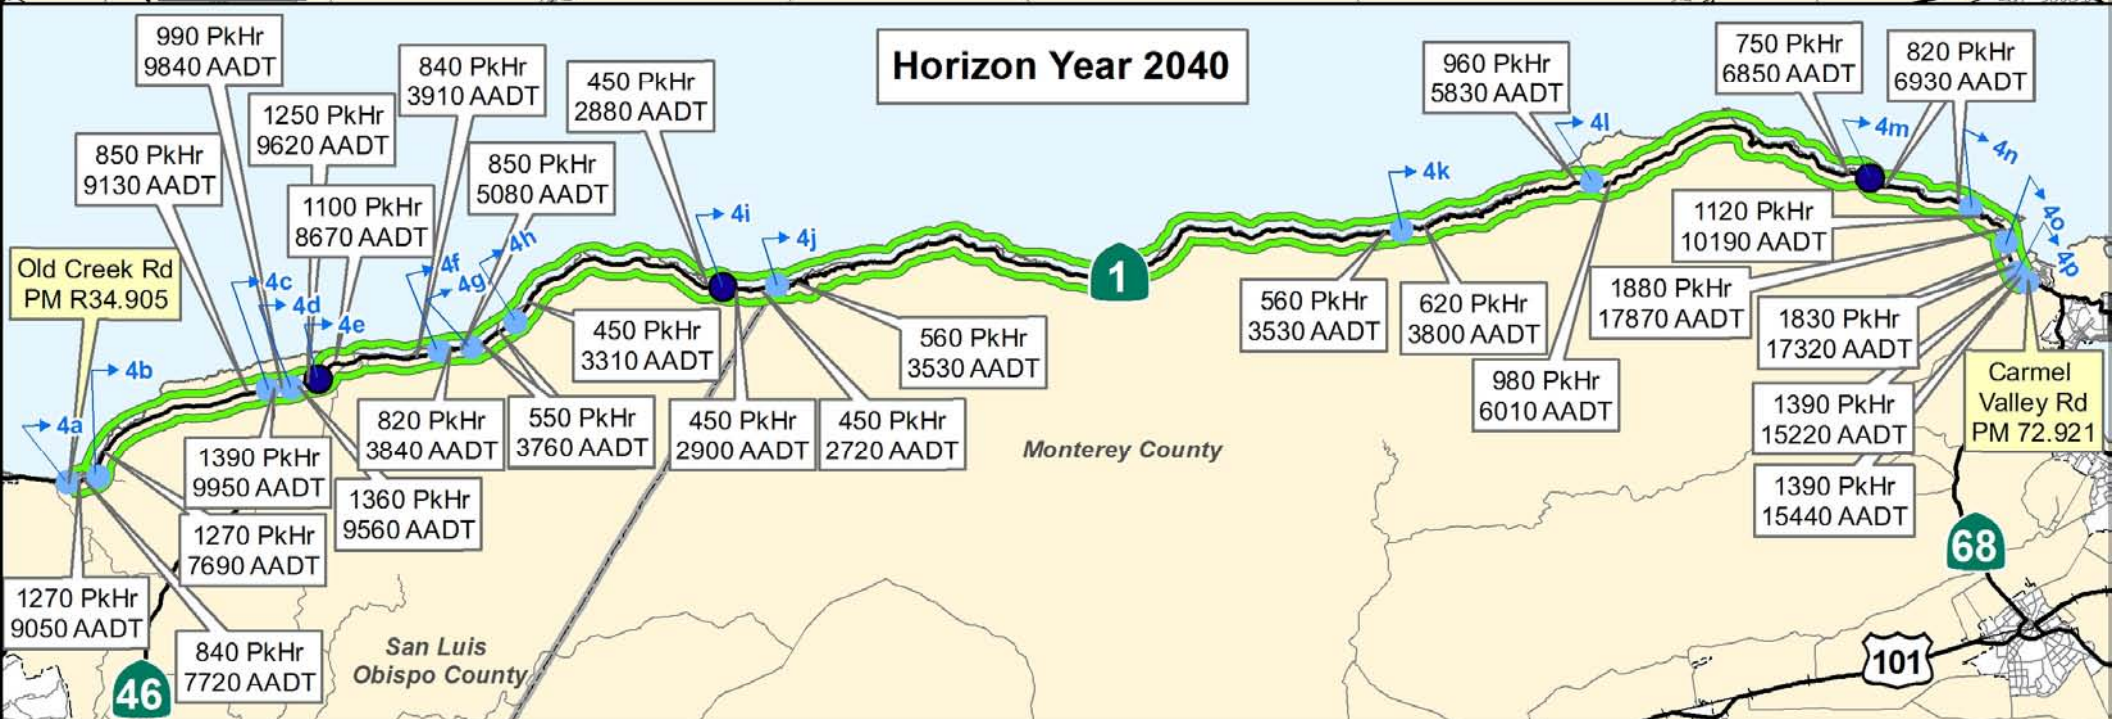 Horizon Year 2040
990 PkHr
9840 AADT
1250 PkHr
9620 AADT
850 PkHr
9130 AADT
1100 PkHr
8670 AADT
840 PkHr
3910 AADT
850 PkHr
5080 AADT
450 PkHr
2880 AADT
960 PkHr
5830 AADT
750 PkHr
6850 AADT
820 PkHr
6930 AADT
Old Creek Rd
PM R34.905
4a
4b
4c
4d
4e
4f
4g
4h
4i
4j
4k
4l
4m
4n
4o
4p
1
1270 PkHr
9050 AADT
840 PkHr
7720 AADT
1270 PkHr
7690 AADT
1390 PkHr
9950 AADT
1360 PkHr
9560 AADT
820 PkHr
3840 AADT
550 PkHr
3760 AADT
450 PkHr
3310 AADT
450 PkHr
2900 AADT
450 PkHr
2720 AADT
560 PkHr
3530 AADT
560 PkHr
3530 AADT
620 PkHr
3800 AADT
980 PkHr
6010 AADT
1120 PkHr
10190 AADT
1880 PkHr
17870 AADT
1830 PkHr
17320 AADT
1390 PkHr
15220 AADT
1390 PkHr
15440 AADT
Carmel
Valley Rd
PM 72.921
Monterey County
San Luis
Obispo County
46
68
101